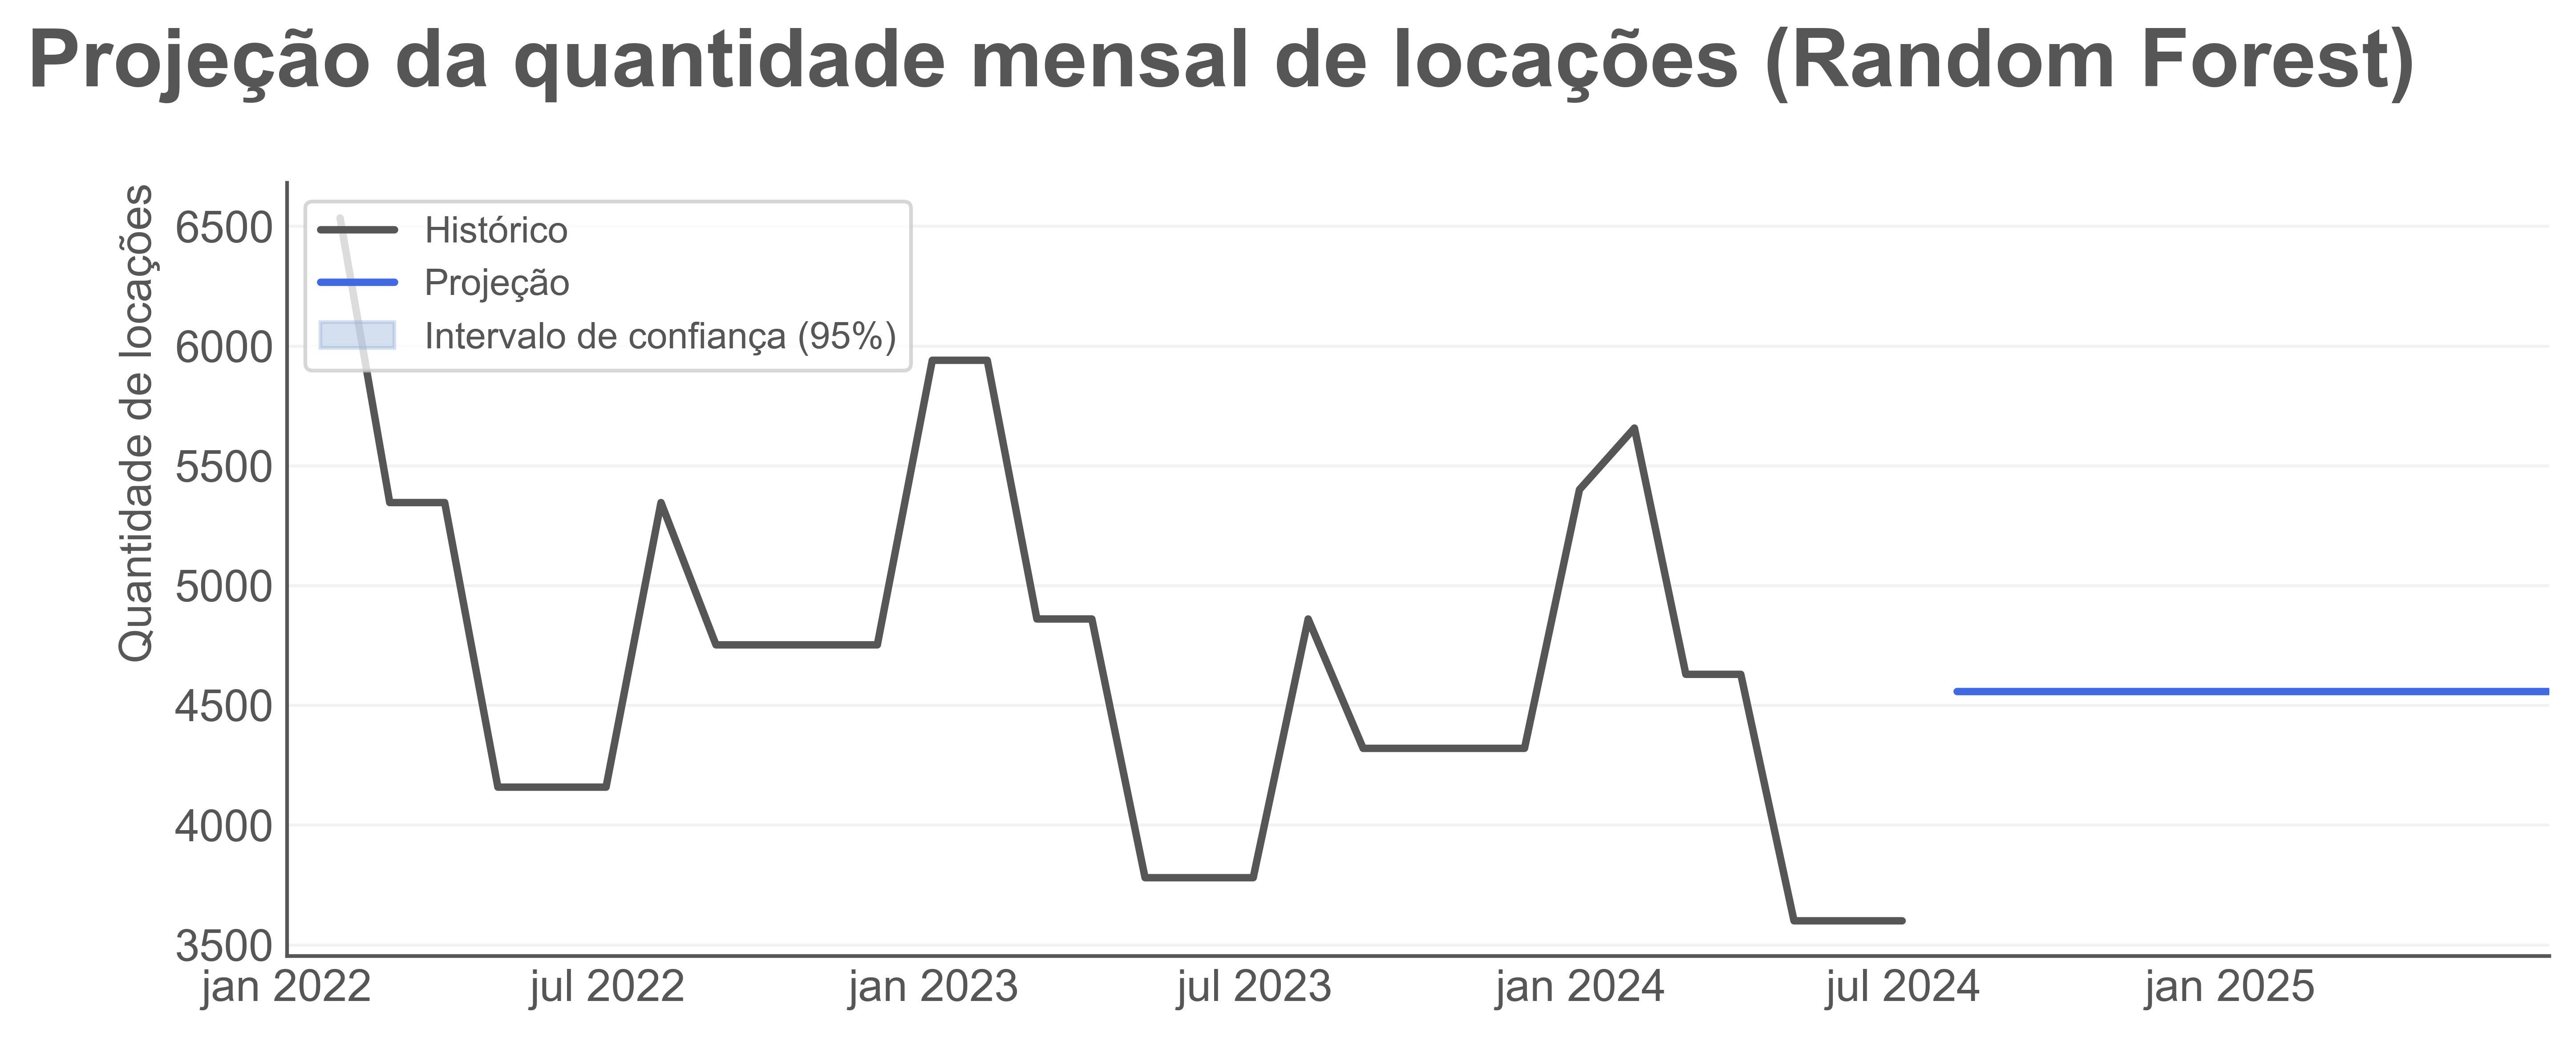 Projeção da quantidade mensal de locações (Random Forest)
Quantidade de locações
6500
6000
5500
5000
4500
4000
3500
Histórico
Projeção
Intervalo de confiança (95%)
jan 2022
jul 2022
jan 2023
jul 2023
jan 2024
jul 2024
jan 2025